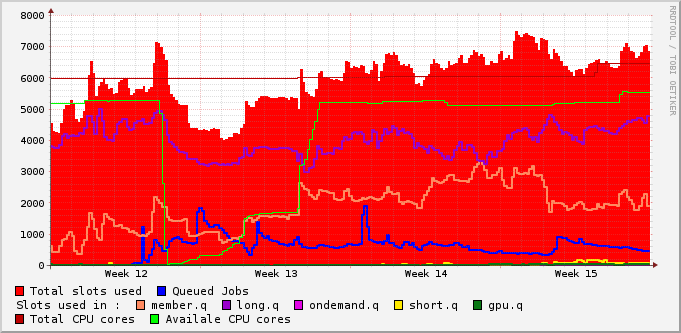 RRDTOOL / TOBI OETIKER
8000
7000
6000
5000
4000
3000
2000
1000
0
Week 12 Week 13 Week 14 Week 15
Total slots used Queued Jobs
Slots used in : member.q long.q ondemand.q short.q gpu.q
Total CPU cores Availale CPU cores